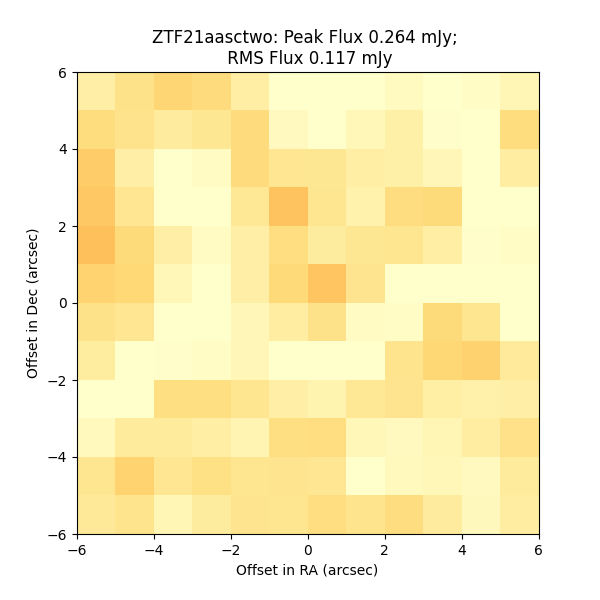 ZTF21aasctwo: Peak Flux 0.264 mJy;
RMS Flux 0.117 mJy
6
4
2
0
−2
−4
−6
Offset in Dec (arcsec)
−6 −4 −2 0 2 4 6
Offset in RA (arcsec)